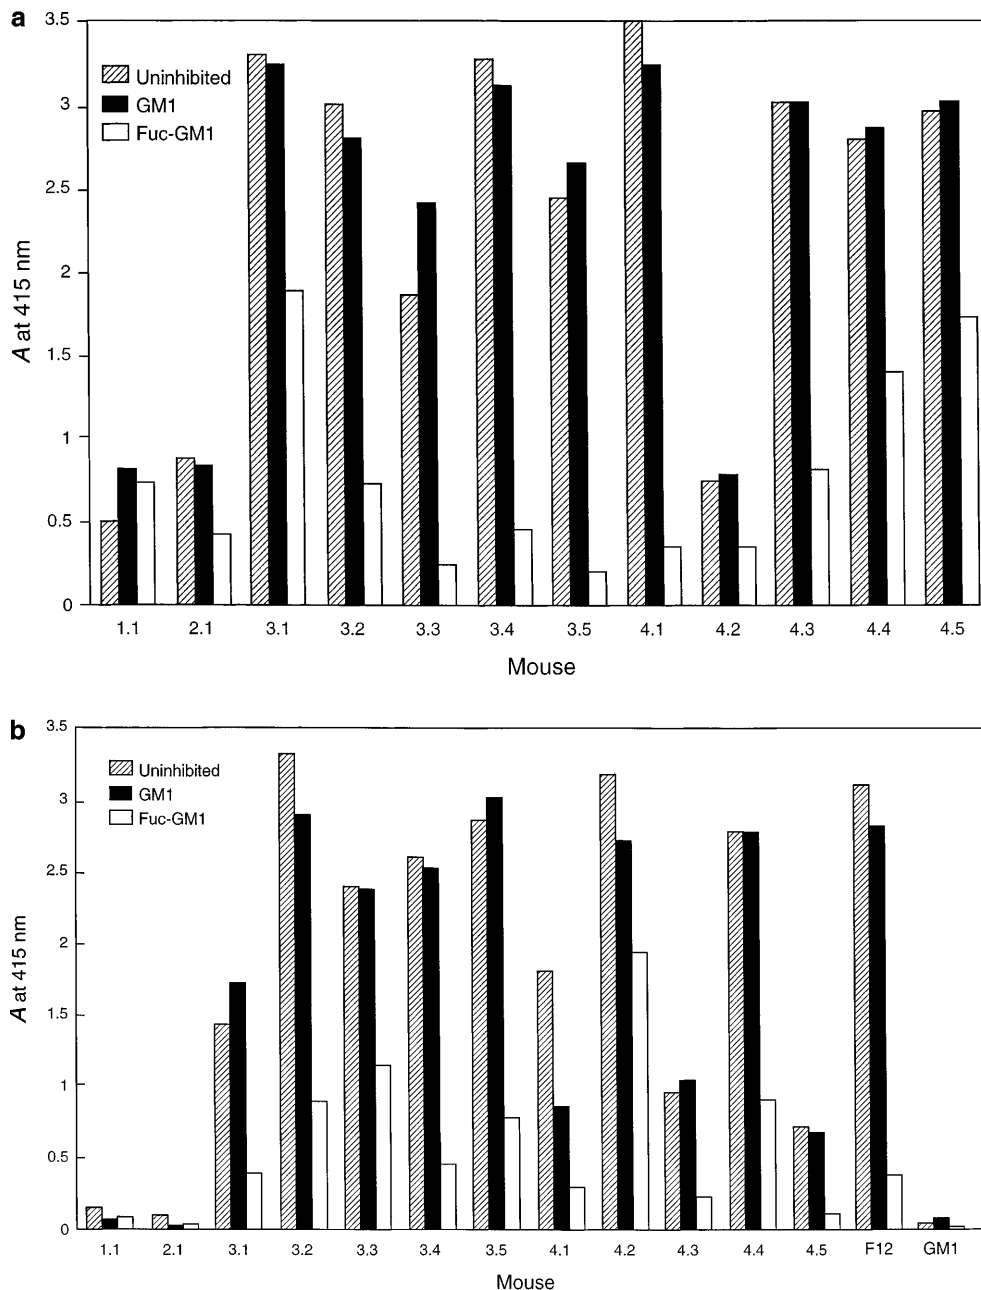 a
3.5
3
2.5
2
1.5
1
0.5
0
A at 415 nm
Uninhibited
GM1
Fuc-GM1
1.1 2.1 3.1 3.2 3.3 3.4 3.5 4.1 4.2 4.3 4.4 4.5
Mouse
b
3.5
3
2.5
2
1.5
1
0.5
0
A at 415 nm
Uninhibited
GM1
Fuc-GM1
1.1 2.1 3.1 3.2 3.3 3.4 3.5 4.1 4.2 4.3 4.4 4.5 F12 GM1
Mouse